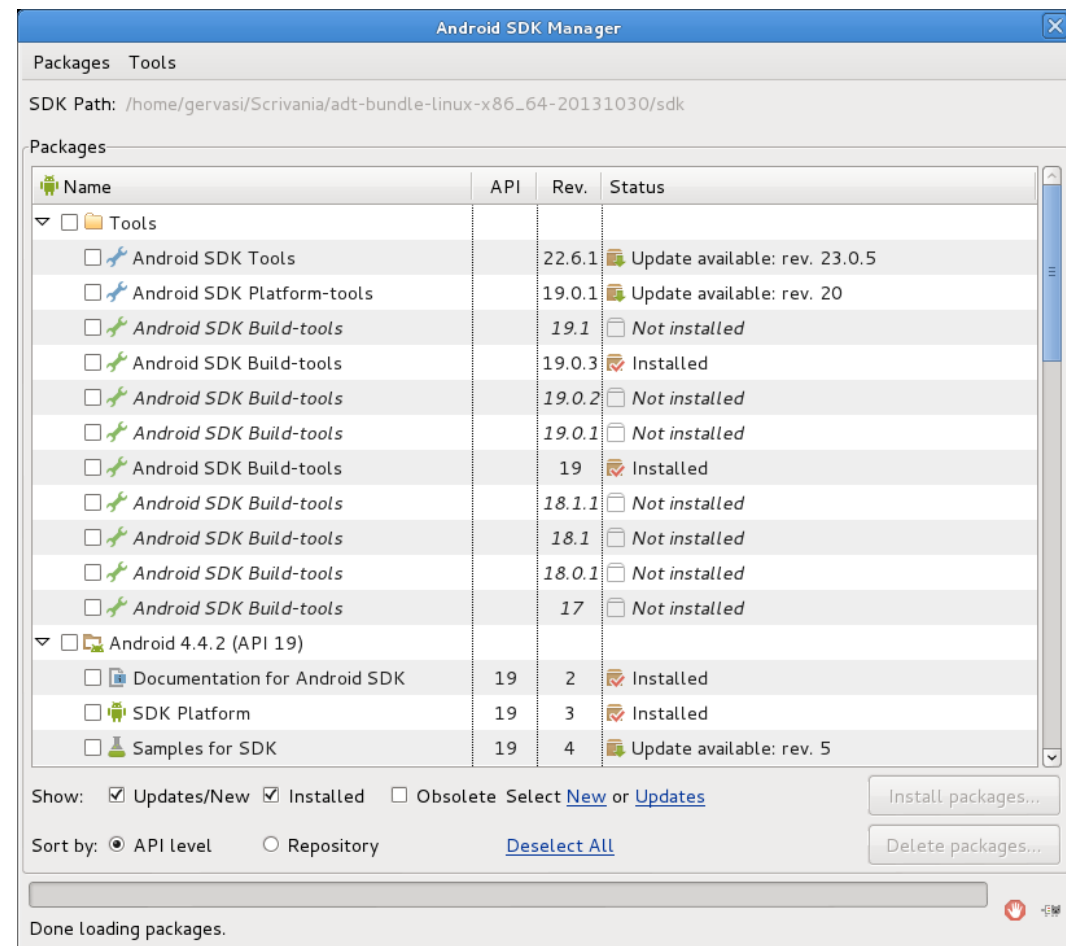 Android SDK Manager
Packages Tools
SDK Path: /home/gervasi/Scrivania/adt-bundle-linux-x86_64-20131030/sdk
Packages
Name API Rev. Status
Tools
Android SDK Tools 22.6.1 Update available: rev. 23.0.5
Android SDK Platform-tools 19.0.1 Update available: rev. 20
Android SDK Build-tools 19.1 Not installed
Android SDK Build-tools 19.0.3 Installed
Android SDK Build-tools 19.0.2 Not installed
Android SDK Build-tools 19.0.1 Not installed
Android SDK Build-tools 19 Installed
Android SDK Build-tools 18.1.1 Not installed
Android SDK Build-tools 18.1 Not installed
Android SDK Build-tools 18.0.1 Not installed
Android SDK Build-tools 17 Not installed
Android 4.4.2 (API 19)
Documentation for Android SDK 19 2 Installed
SDK Platform 19 3 Installed
Samples for SDK 19 4 Update available: rev. 5
Show: Updates/New Installed Obsolete Select New or Updates Install packages...
Sort by: API level Repository Deselect All Delete packages...
Done loading packages.